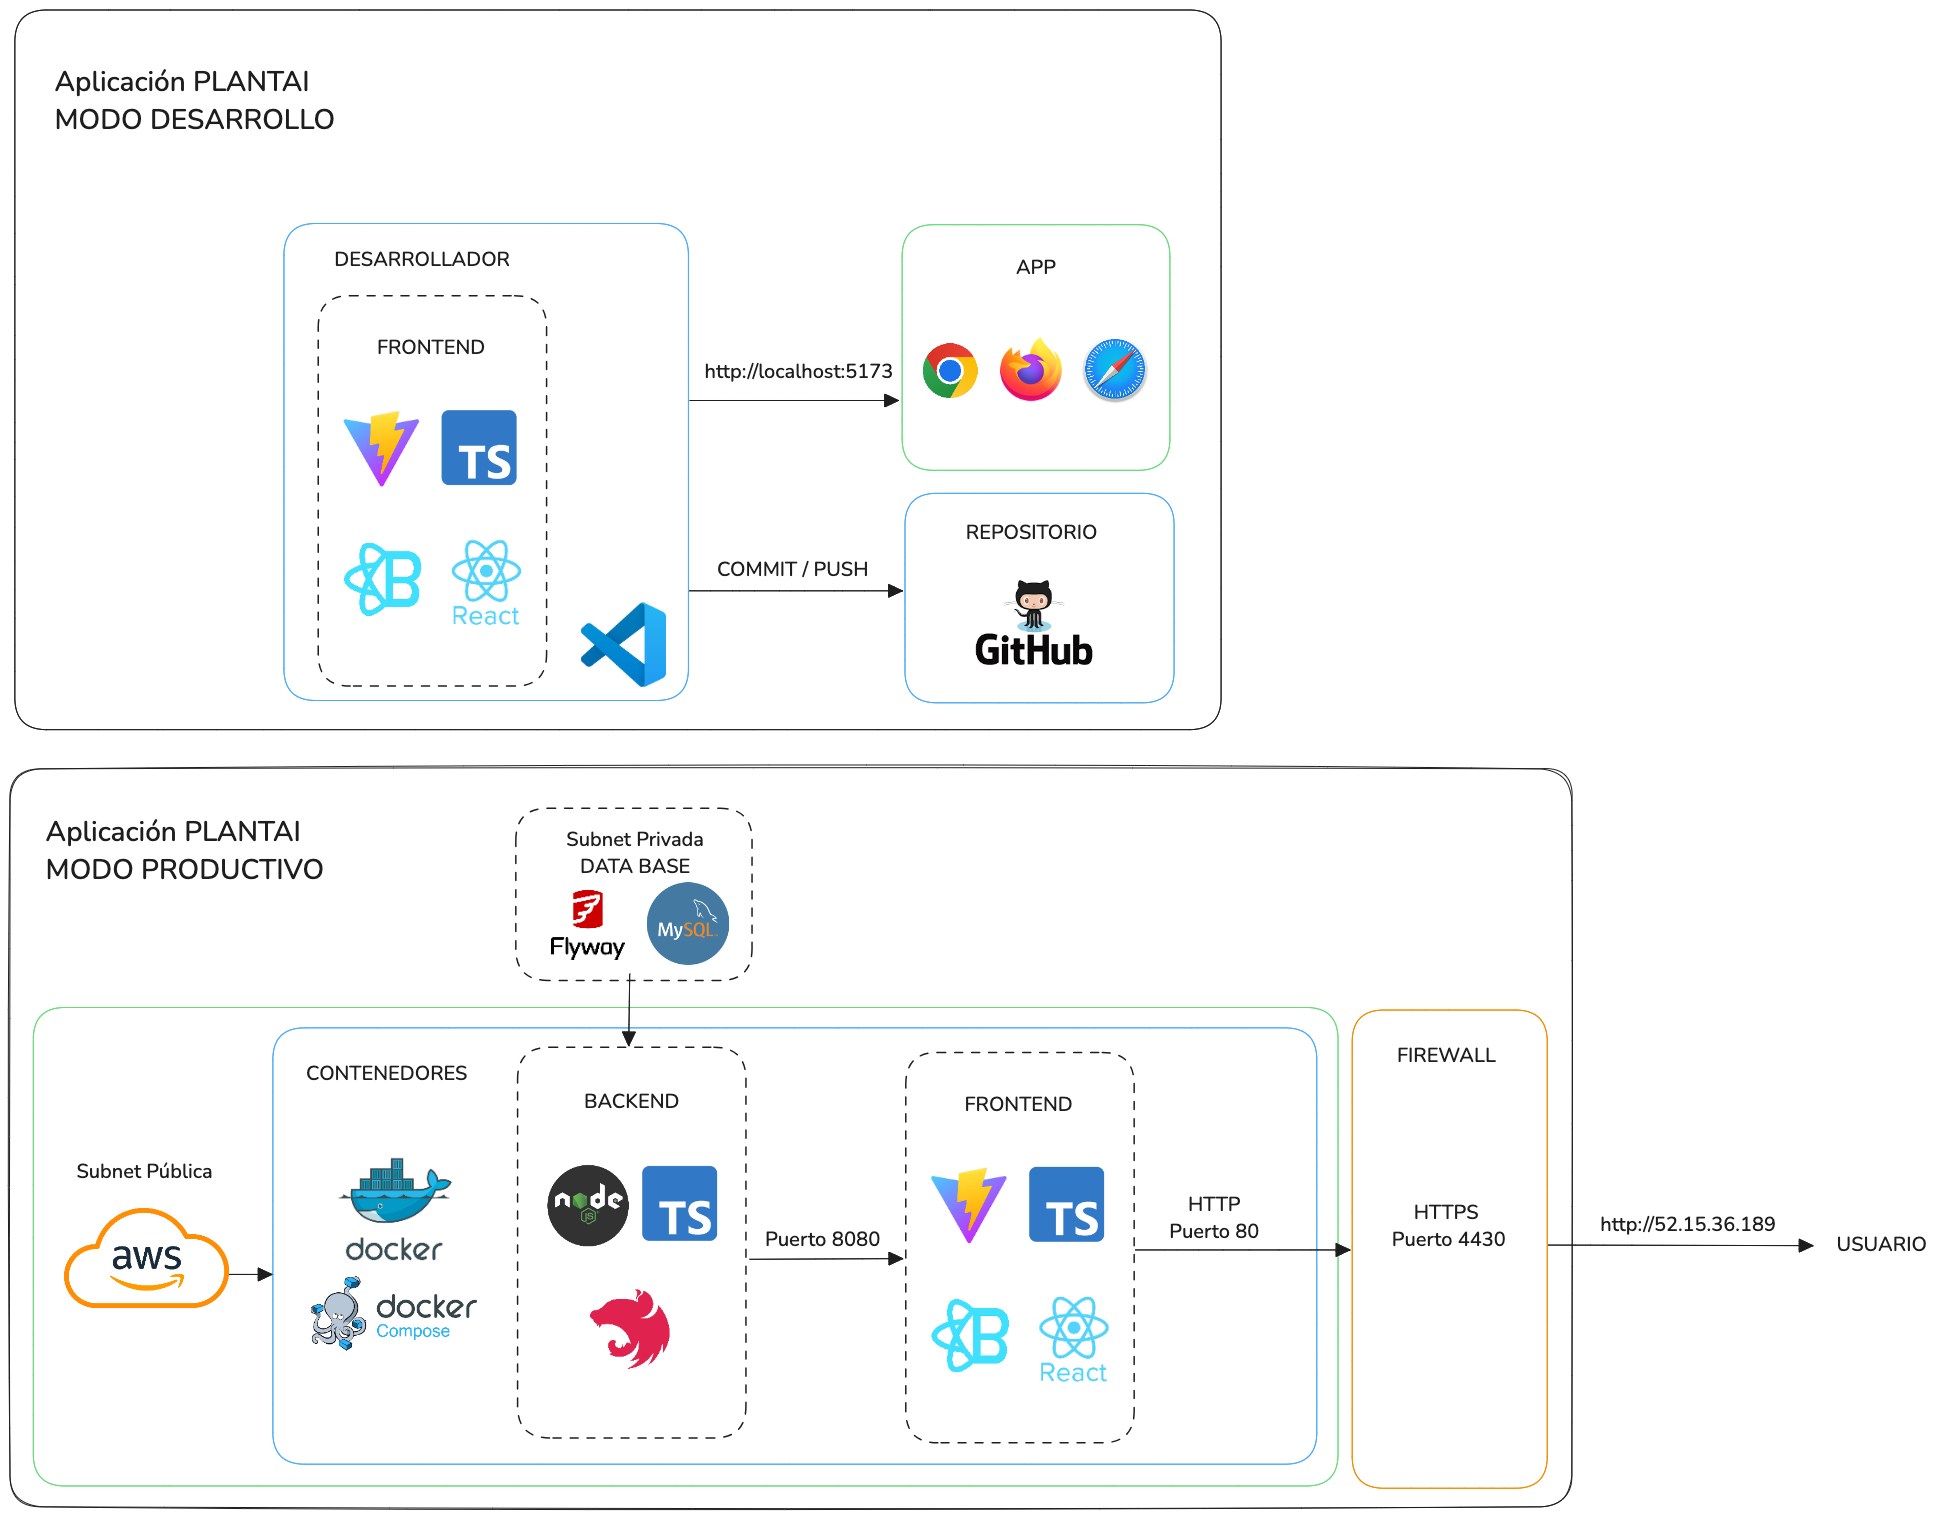 Aplicación PLANTAI
MODO DESARROLLO
DESARROLLADOR
FRONTEND
TS
B
React
http://localhost:5173
APP
COMMIT / PUSH
REPOSITORIO
GitHub
Aplicación PLANTAI
MODO PRODUCTIVO
Subnet Privada
DATA BASE
Flyway
MySQL
Subnet Pública
aws
CONTENEDORES
docker
docker
Compose
BACKEND
node
JS
TS
Puerto 8080
FRONTEND
TS
B
React
HTTP
Puerto 80
FIREWALL
HTTPS
Puerto 4430
http://52.15.36.189
USUARIO